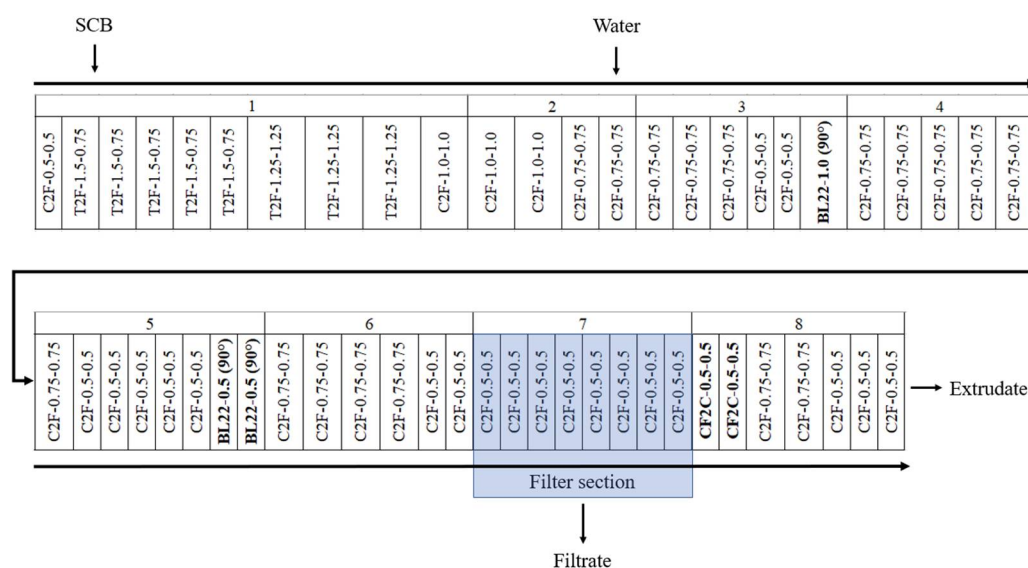 SCB
Water
1
2
3
4
C2F-0.5-0.5
T2F-1.5-0.75
T2F-1.5-0.75
T2F-1.5-0.75
T2F-1.5-0.75
T2F-1.5-0.75
T2F-1.25-1.25
T2F-1.25-1.25
T2F-1.25-1.25
C2F-1.0-1.0
C2F-1.0-1.0
C2F-1.0-1.0
C2F-0.75-0.75
C2F-0.75-0.75
C2F-0.75-0.75
C2F-0.75-0.75
C2F-0.75-0.75
C2F-0.5-0.5
C2F-0.5-0.5
BL22-1.0 (90°)
C2F-0.75-0.75
C2F-0.75-0.75
C2F-0.75-0.75
C2F-0.75-0.75
C2F-0.75-0.75
5
6
7
8
C2F-0.75-0.75
C2F-0.5-0.5
C2F-0.5-0.5
C2F-0.5-0.5
C2F-0.5-0.5
C2F-0.5-0.5
BL22-0.5 (90°)
BL22-0.5 (90°)
C2F-0.75-0.75
C2F-0.75-0.75
C2F-0.75-0.75
C2F-0.75-0.75
C2F-0.5-0.5
C2F-0.5-0.5
C2F-0.5-0.5
C2F-0.5-0.5
C2F-0.5-0.5
C2F-0.5-0.5
C2F-0.5-0.5
C2F-0.5-0.5
C2F-0.5-0.5
C2F-0.5-0.5
CF2C-0.5-0.5
CF2C-0.5-0.5
C2F-0.75-0.75
C2F-0.75-0.75
C2F-0.5-0.5
C2F-0.5-0.5
C2F-0.5-0.5
Extrudate
Filter section
Filtrate